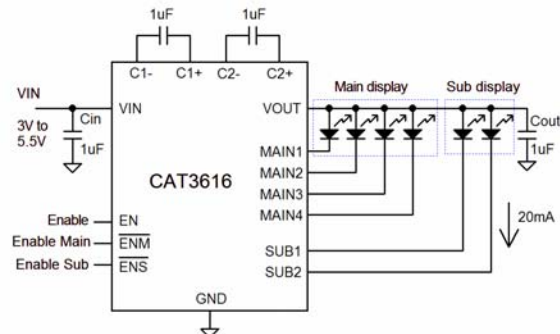 1uF
1uF
C1-
C1+
C2-
C2+
Main display
Sub display
VIN
Cin
VIN
VOUT
3V to
5.5V
1uF
Cout
1uF
MAIN1
MAIN2
CAT3616
MAIN3
MAIN4
20mA
Enable
EN
Enable Main
ENM
Enable Sub
ENS
SUB1
SUB2
GND